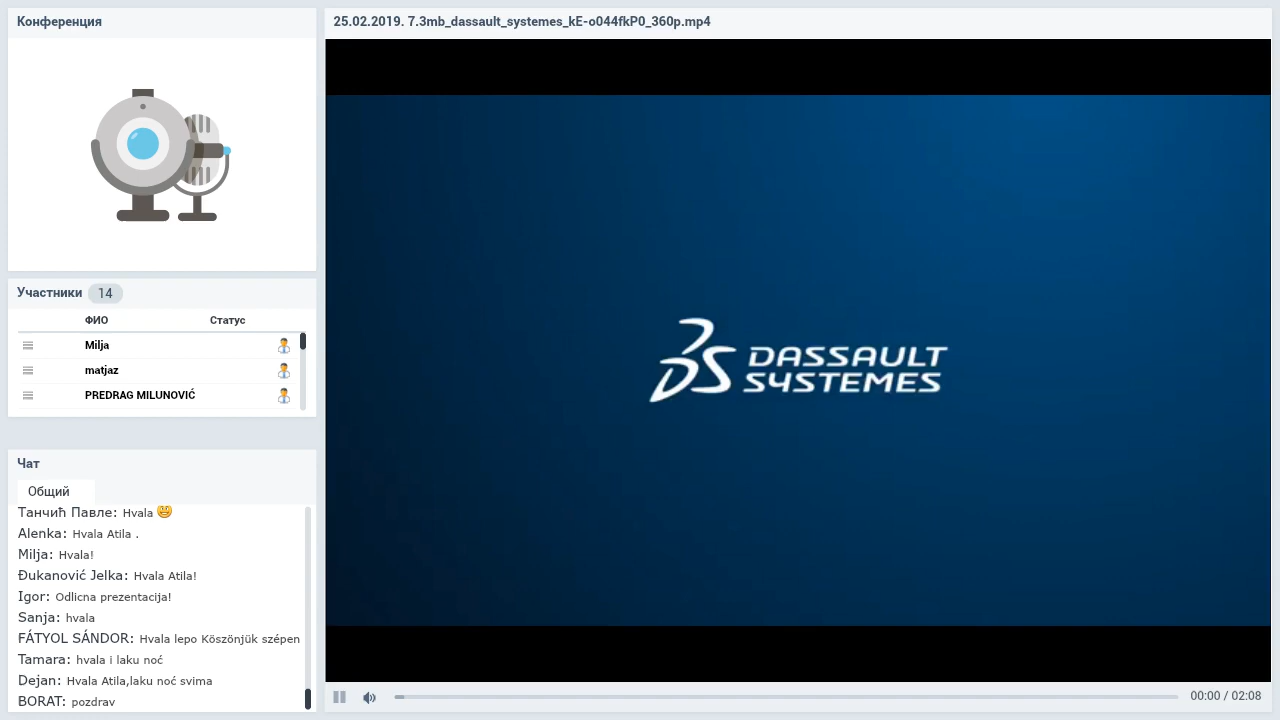 Конференция
25.02.2019. 7.3mb_dassault_systemes_kE-o044fkP0_360p.mp4
DASSAULT
SYSTEMES
Участники 14
ФИО Статус
Milja
matjaz
PREDRAG MILUNOVIĆ
Чат
Общий
Танчић Павле: Hvala
Alenka: Hvala Atila .
Milja: Hvala!
Đukanović Jelka: Hvala Atila!
Igor: Odlicna prezentacija!
Sanja: hvala
FÁTYOL SÁNDOR: Hvala lepo Köszönjük szépen
Tamara: hvala i laku noć
Dejan: Hvala Atila,laku noć svima
BORAT: pozdrav
00:00 / 02:08